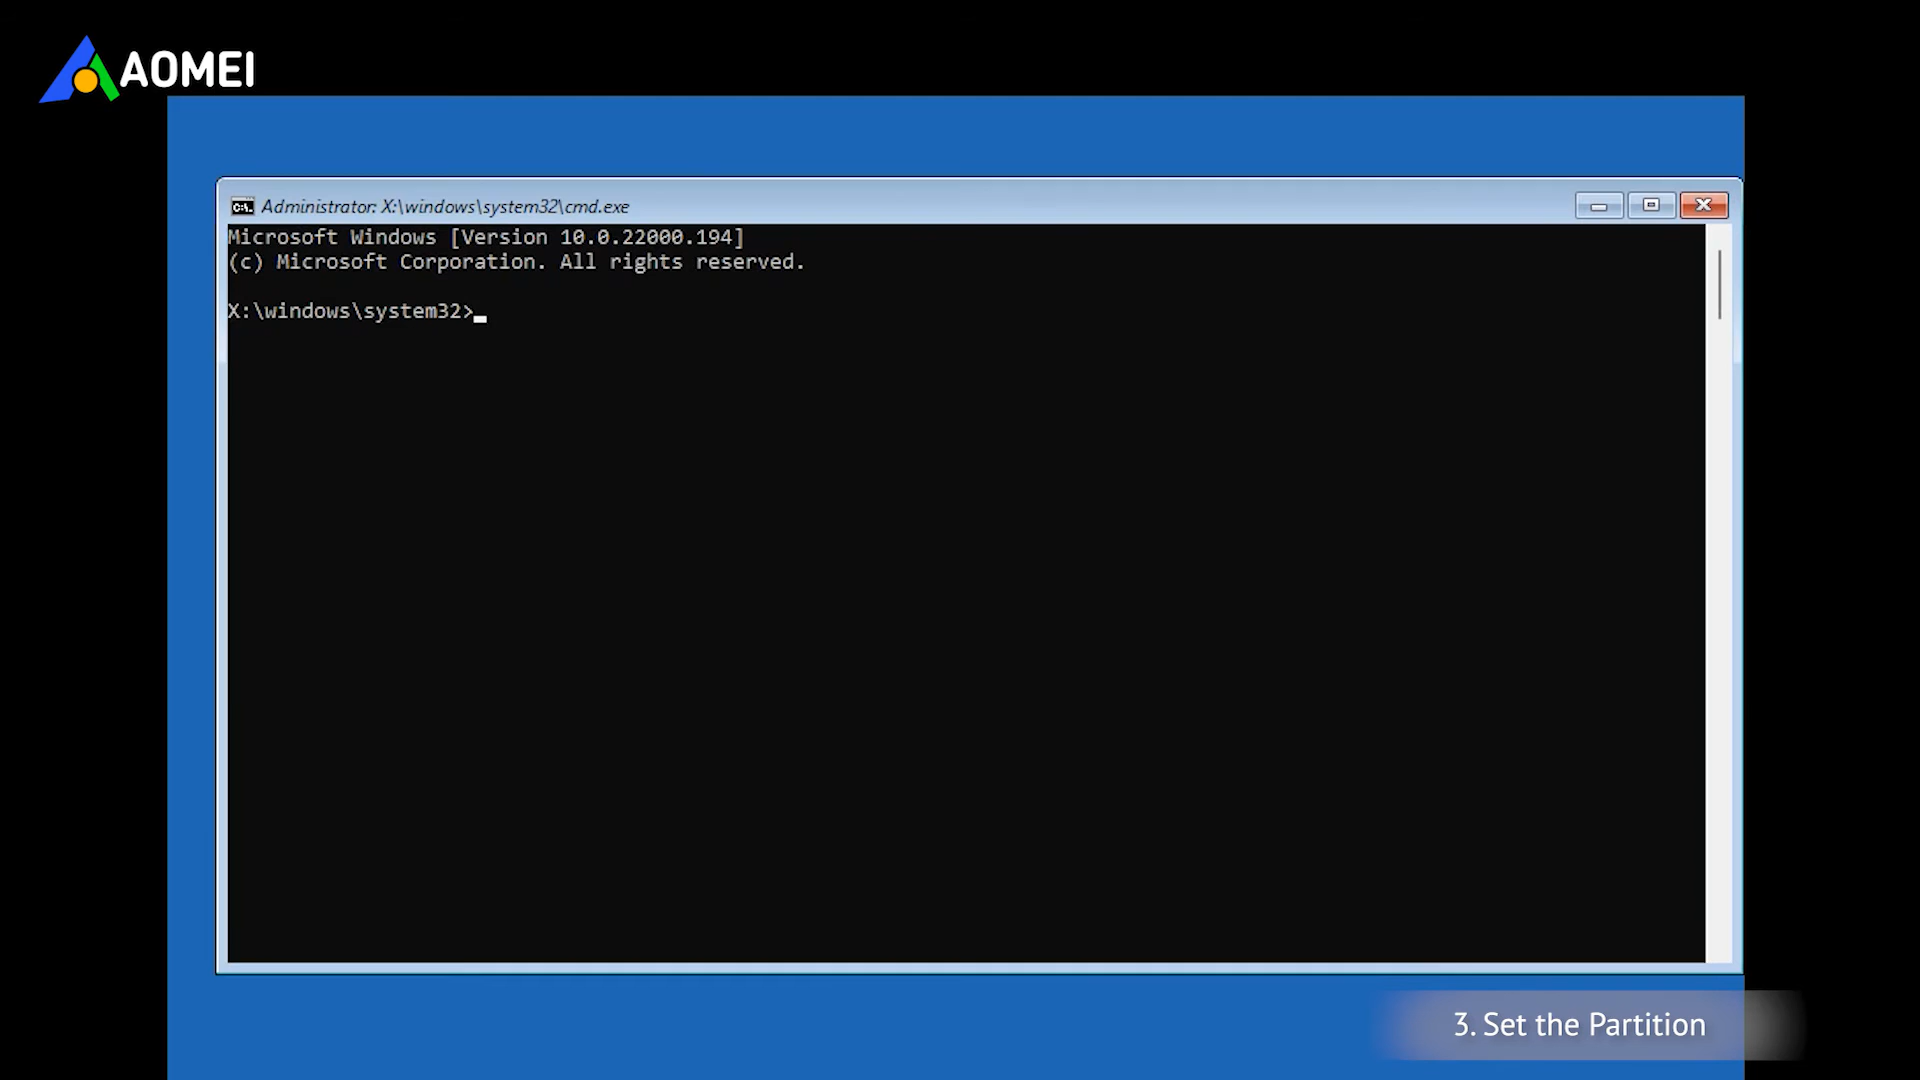 AOMEI
Administrator: X:\windows\system32\cmd.exe
Microsoft Windows [Version 10.0.22000.194]
(c) Microsoft Corporation. All rights reserved.
X:\windows\system32>
3. Set the Partition